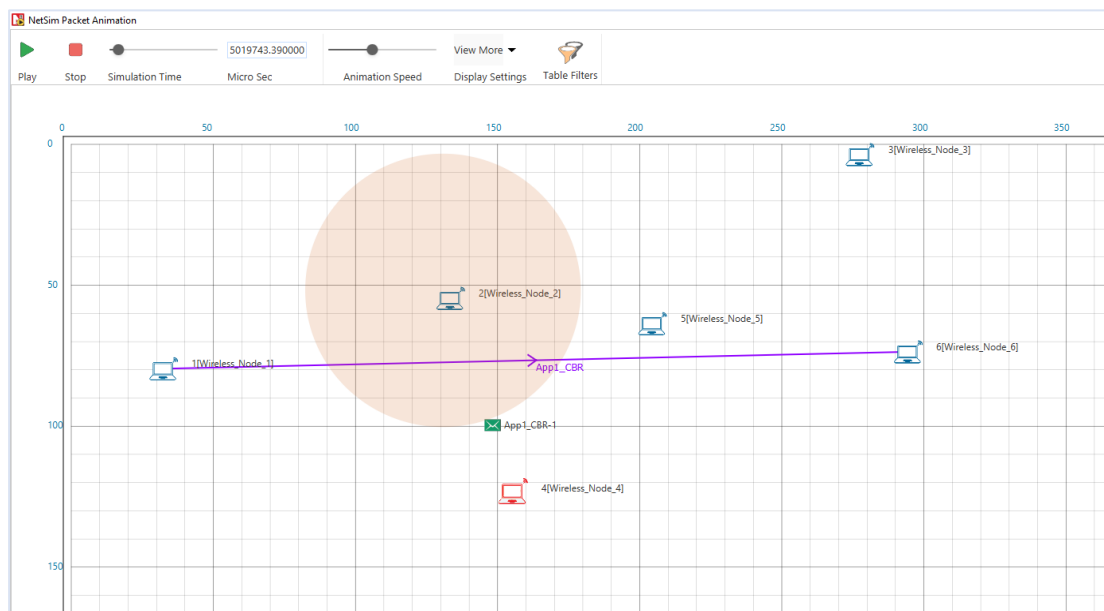 NetSim Packet Animation
5019743.390000
View More
Play
Stop
Simulation Time
Micro Sec
Animation Speed
Display Settings
Table Filters
0 50 100 150 200 250 300 350
0
3[Wireless_Node_3]
50
2[Wireless_Node_2]
5[Wireless_Node_5]
6[Wireless_Node_6]
1[Wireless_Node_1]
App1_CBR
100
App1_CBR-1
4[Wireless_Node_4]
150